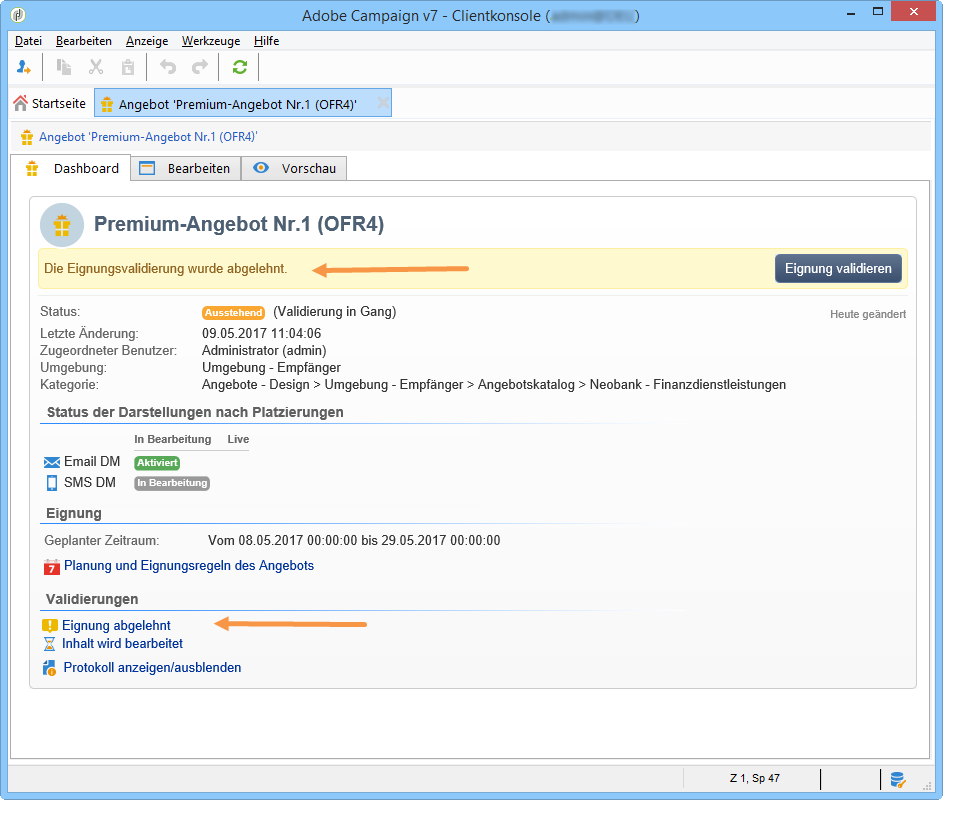 Adobe Campaign v7 - Clientkonsole ( )
Datei Bearbeiten Anzeige Werkzeuge Hilfe
Startseite Angebot 'Premium-Angebot Nr.1 (OFR4)'
Angebot 'Premium-Angebot Nr.1 (OFR4)'
Dashboard Bearbeiten Vorschau
Premium-Angebot Nr.1 (OFR4)
Die Eignungsvalidierung wurde abgelehnt. Eignung validieren
Status: Ausstehend (Validierung in Gang) Heute geändert
Letzte Änderung: 09.05.2017 11:04:06
Zugeordneter Benutzer: Administrator (admin)
Umgebung: Umgebung - Empfänger
Kategorie: Angebote - Design > Umgebung - Empfänger > Angebotskatalog > Neobank - Finanzdienstleistungen
Status der Darstellungen nach Platzierungen
In Bearbeitung Live
Email DM Aktiviert
SMS DM In Bearbeitung
Eignung
Geplanter Zeitraum: Vom 08.05.2017 00:00:00 bis 29.05.2017 00:00:00
7 Planung und Eignungsregeln des Angebots
Validierungen
Eignung abgelehnt
Inhalt wird bearbeitet
Protokoll anzeigen/ausblenden
Z 1, Sp 47